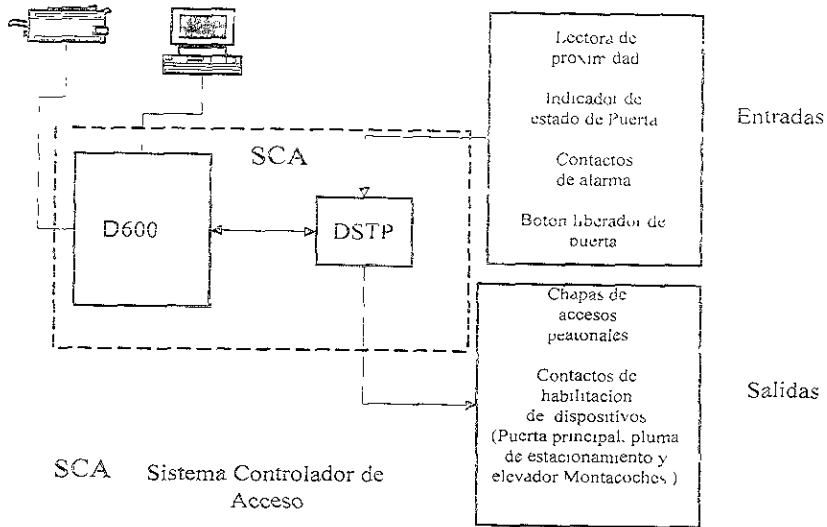 Lectora de
proximidad
Indicador de
estado de Puerta
Contactos
de alarma
Boton liberador de
puerta
Entradas
SCA
D600
DSTP
Chapas de
accesos
peatonales
Contactos de
habilitacion
de dispositivos
(Puerta principal, pluma
de estacionamiento y
elevador Montacoches )
Salidas
SCA Sistema Controlador de
Acceso